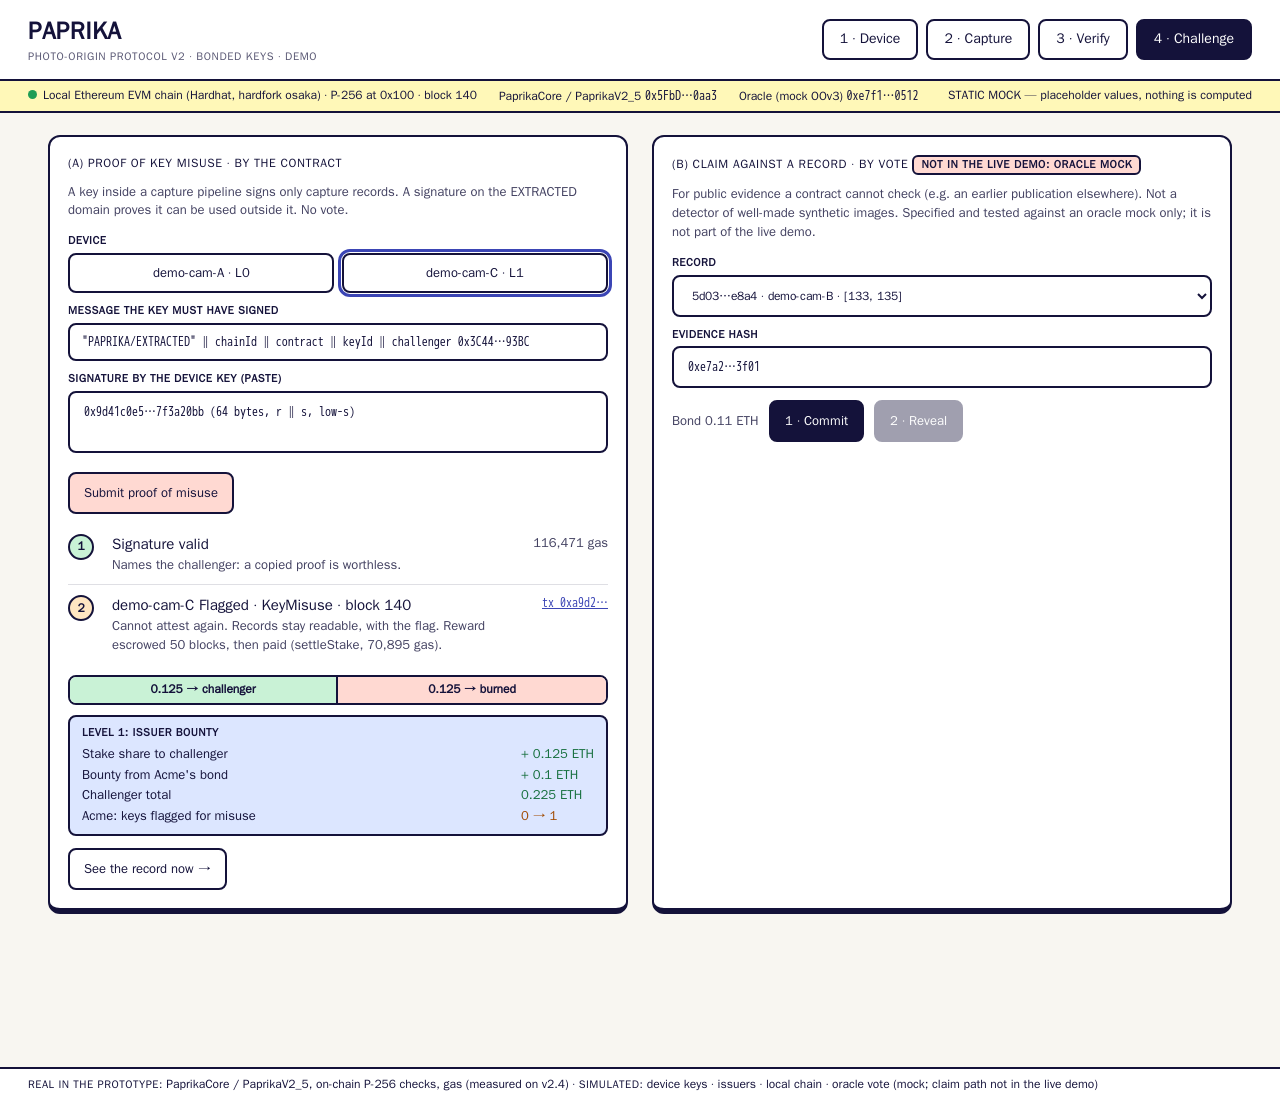 PAPRIKA
PHOTO-ORIGIN PROTOCOL V2 · BONDED KEYS · DEMO
1 · Device
2 · Capture
3 · Verify
4 · Challenge
Local Ethereum EVM chain (Hardhat, hardfork osaka) · P-256 at 0x100 · block 140
PaprikaCore / PaprikaV2_5 0x5FbD···0aa3
Oracle (mock OOv3) 0xe7f1···0512
STATIC MOCK — placeholder values, nothing is computed
(A) PROOF OF KEY MISUSE · BY THE CONTRACT
A key inside a capture pipeline signs only capture records. A signature on the EXTRACTED
domain proves it can be used outside it. No vote.
DEVICE
demo-cam-A · L0
demo-cam-C · L1
MESSAGE THE KEY MUST HAVE SIGNED
"PAPRIKA/EXTRACTED" ‖ chainId ‖ contract ‖ keyId ‖ challenger 0x3C44···93BC
SIGNATURE BY THE DEVICE KEY (PASTE)
0x9d41c0e5···7f3a20bb (64 bytes, r ‖ s, low-s)
Submit proof of misuse
1
Signature valid
116,471 gas
Names the challenger: a copied proof is worthless.
2
demo-cam-C Flagged · KeyMisuse · block 140
tx 0xa9d2···
Cannot attest again. Records stay readable, with the flag. Reward
escrowed 50 blocks, then paid (settleStake, 70,895 gas).
0.125 → challenger
0.125 → burned
LEVEL 1: ISSUER BOUNTY
Stake share to challenger
+ 0.125 ETH
Bounty from Acme's bond
+ 0.1 ETH
Challenger total
0.225 ETH
Acme: keys flagged for misuse
0 → 1
See the record now →
(B) CLAIM AGAINST A RECORD · BY VOTE
NOT IN THE LIVE DEMO: ORACLE MOCK
For public evidence a contract cannot check (e.g. an earlier publication elsewhere). Not a
detector of well-made synthetic images. Specified and tested against an oracle mock only; it is
not part of the live demo.
RECORD
5d03···e8a4 · demo-cam-B · [133, 135]
EVIDENCE HASH
0xe7a2···3f01
Bond 0.11 ETH
1 · Commit
2 · Reveal
REAL IN THE PROTOTYPE: PaprikaCore / PaprikaV2_5, on-chain P-256 checks, gas (measured on v2.4) · SIMULATED: device keys · issuers · local chain · oracle vote (mock; claim path not in the live demo)